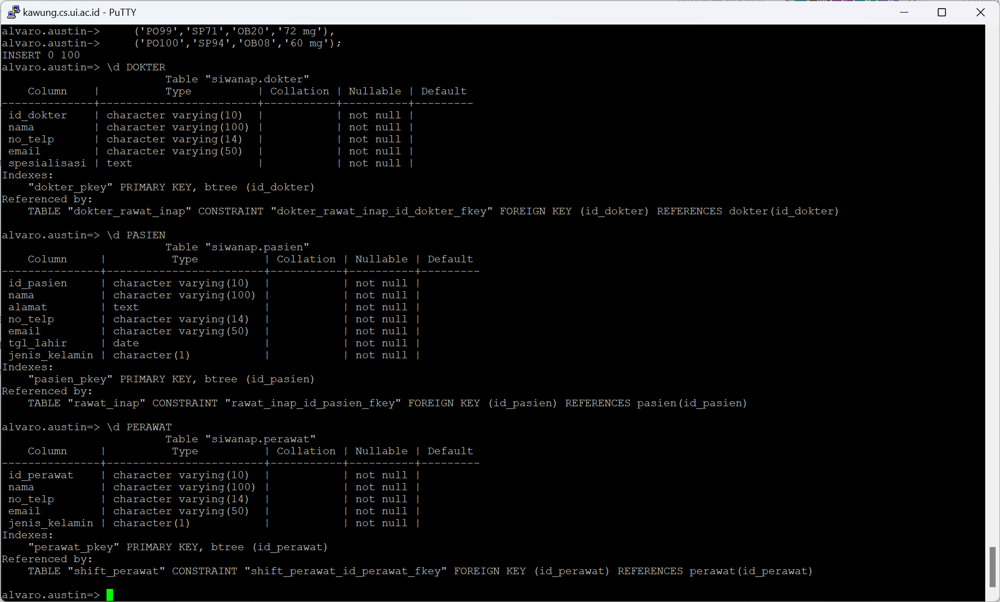 kawung.cs.ui.ac.id - PuTTY
alvaro.austin->     ('PO99','SP71','OB20','72 mg'),
alvaro.austin->     ('PO100','SP94','OB08','60 mg');
INSERT 0 100
alvaro.austin=> \d DOKTER
                         Table "siwanap.dokter"
    Column    |          Type          | Collation | Nullable | Default
--------------+------------------------+-----------+----------+---------
 id_dokter    | character varying(10)  |           | not null |
 nama         | character varying(100) |           | not null |
 no_telp      | character varying(14)  |           | not null |
 email        | character varying(50)  |           | not null |
 spesialisasi | text                   |           | not null |
Indexes:
    "dokter_pkey" PRIMARY KEY, btree (id_dokter)
Referenced by:
    TABLE "dokter_rawat_inap" CONSTRAINT "dokter_rawat_inap_id_dokter_fkey" FOREIGN KEY (id_dokter) REFERENCES dokter(id_dokter)
alvaro.austin=> \d PASIEN
                         Table "siwanap.pasien"
    Column     |          Type          | Collation | Nullable | Default
---------------+------------------------+-----------+----------+---------
 id_pasien     | character varying(10)  |           | not null |
 nama          | character varying(100) |           | not null |
 alamat        | text                   |           | not null |
 no_telp       | character varying(14)  |           | not null |
 email         | character varying(50)  |           | not null |
 tgl_lahir     | date                   |           | not null |
 jenis_kelamin | character(1)           |           | not null |
Indexes:
    "pasien_pkey" PRIMARY KEY, btree (id_pasien)
Referenced by:
    TABLE "rawat_inap" CONSTRAINT "rawat_inap_id_pasien_fkey" FOREIGN KEY (id_pasien) REFERENCES pasien(id_pasien)
alvaro.austin=> \d PERAWAT
                         Table "siwanap.perawat"
    Column     |          Type          | Collation | Nullable | Default
---------------+------------------------+-----------+----------+---------
 id_perawat    | character varying(10)  |           | not null |
 nama          | character varying(100) |           | not null |
 no_telp       | character varying(14)  |           | not null |
 email         | character varying(50)  |           | not null |
 jenis_kelamin | character(1)           |           | not null |
Indexes:
    "perawat_pkey" PRIMARY KEY, btree (id_perawat)
Referenced by:
    TABLE "shift_perawat" CONSTRAINT "shift_perawat_id_perawat_fkey" FOREIGN KEY (id_perawat) REFERENCES perawat(id_perawat)
alvaro.austin=>